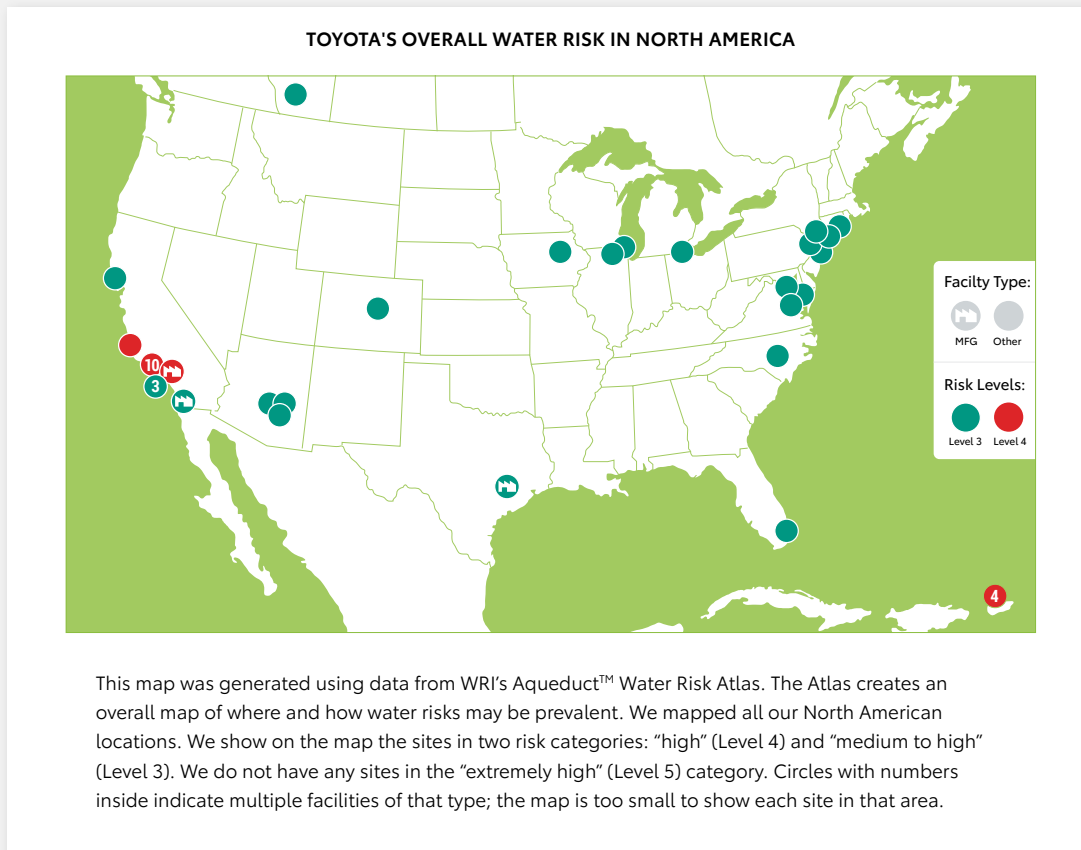 TOYOTA'S OVERALL WATER RISK IN NORTH AMERICA
Facilty Type:
MFG Other
Risk Levels:
Level 3 Level 4
10
3
4
This map was generated using data from WRI’s Aqueduct™ Water Risk Atlas. The Atlas creates an
overall map of where and how water risks may be prevalent. We mapped all our North American
locations. We show on the map the sites in two risk categories: “high” (Level 4) and “medium to high”
(Level 3). We do not have any sites in the “extremely high” (Level 5) category. Circles with numbers
inside indicate multiple facilities of that type; the map is too small to show each site in that area.